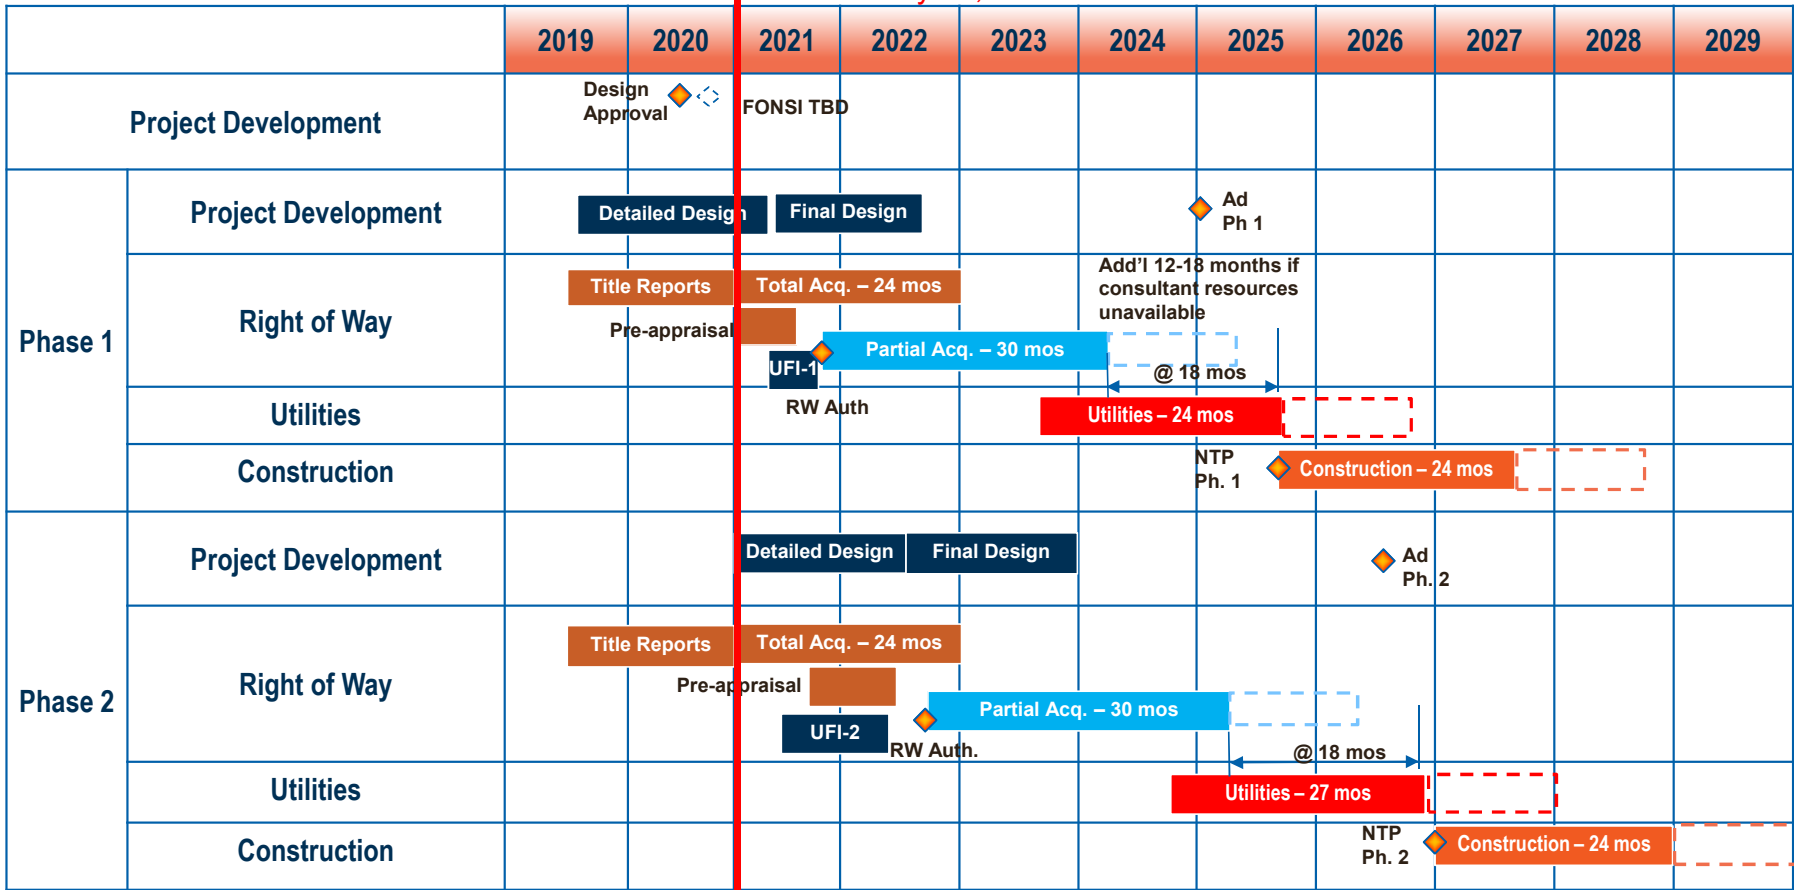 2019 2020 2021 2022 2023 2024 2025 2026 2027 2028 2029
Project Development
Design
Approval
FONSI TBD
Phase 1
Project Development
Detailed Design
Final Design
Ad
Ph 1
Right of Way
Title Reports
Total Acq. – 24 mos
Pre-appraisal
UFI-1
RW Auth
Partial Acq. – 30 mos
Add’l 12-18 months if
consultant resources
unavailable
@ 18 mos
Utilities
Utilities – 24 mos
Construction
NTP
Ph. 1
Construction – 24 mos
Phase 2
Project Development
Detailed Design
Final Design
Ad
Ph. 2
Right of Way
Title Reports
Total Acq. – 24 mos
Pre-appraisal
UFI-2
RW Auth.
Partial Acq. – 30 mos
@ 18 mos
Utilities
Utilities – 27 mos
Construction
NTP
Ph. 2
Construction – 24 mos